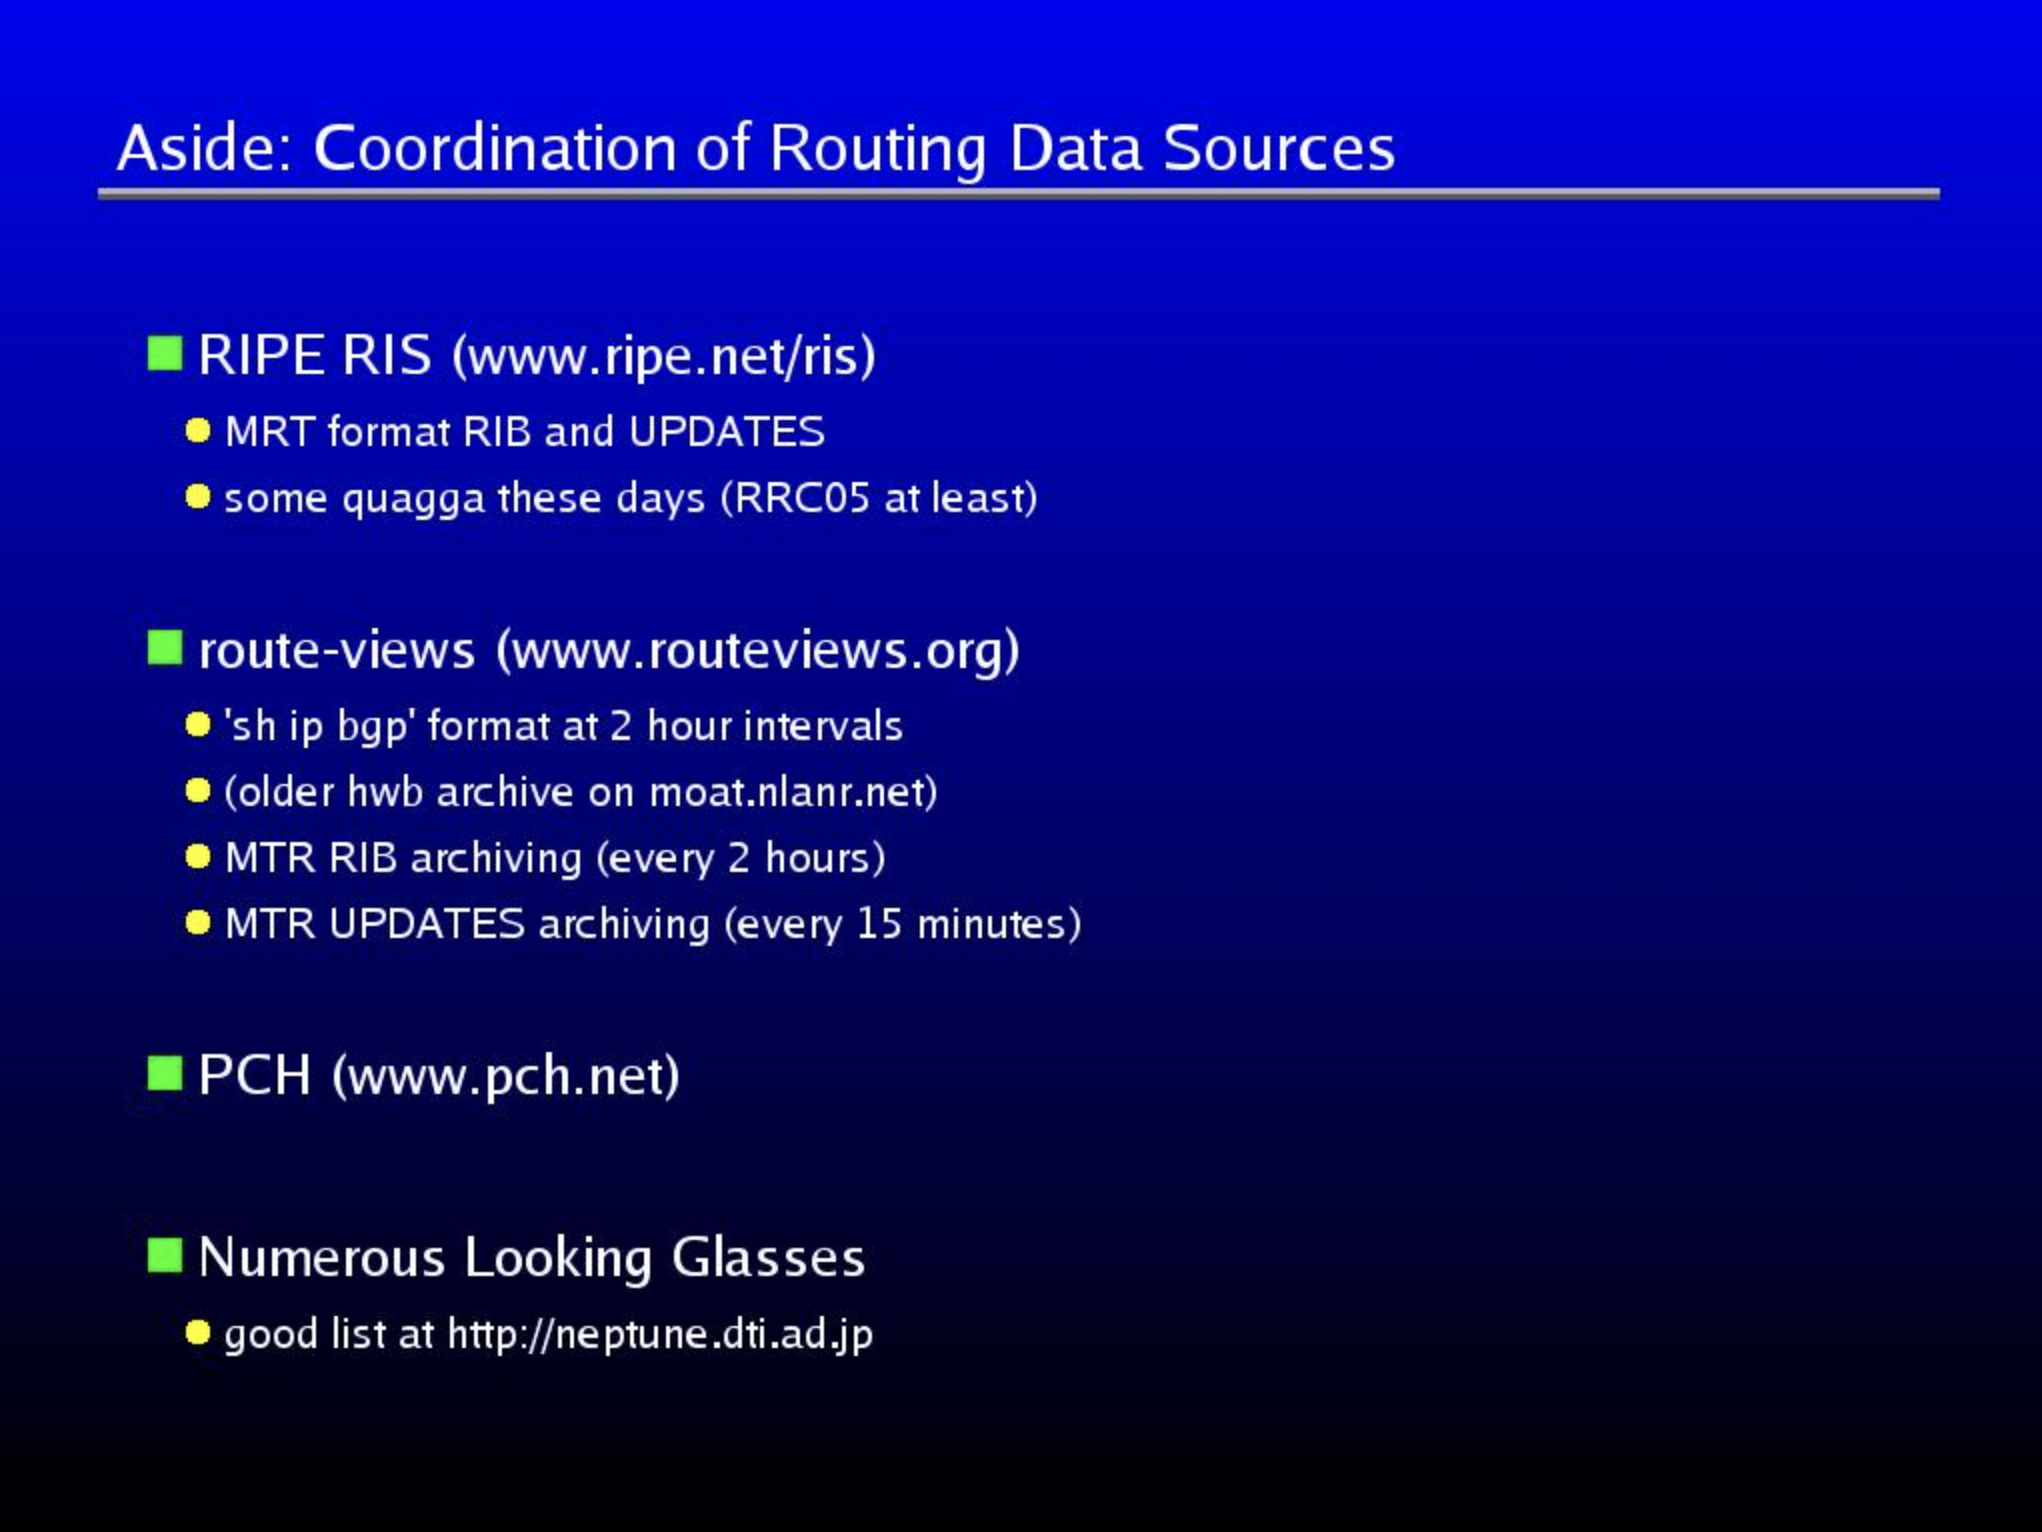 Aside: Coordination of Routing Data Sources
RIPE RIS (www.ripe.net/ris)
MRT format RIB and UPDATES
some quagga these days (RRC05 at least)
route-views (www.routeviews.org)
'sh ip bgp' format at 2 hour intervals
(older hwb archive on moat.nlanr.net)
MTR RIB archiving (every 2 hours)
MTR UPDATES archiving (every 15 minutes)
PCH (www.pch.net)
Numerous Looking Glasses
good list at http://neptune.dti.ad.jp